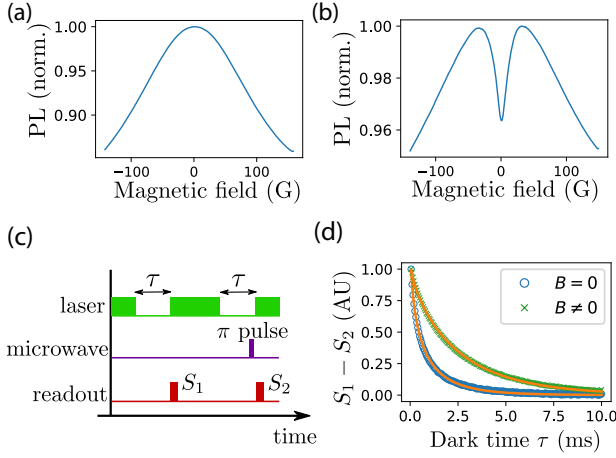 (a)
1.00
0.95
0.90
PL (norm.)
−100
0
100
Magnetic field (G)
(b)
1.00
0.98
0.96
PL (norm.)
−100
0
100
Magnetic field (G)
(c)
τ
τ
laser
π pulse
microwave
S₁
S₂
readout
time
(d)
1.00
0.75
0.50
0.25
0.00
S₁ − S₂ (AU)
B = 0
B ≠ 0
0.0
2.5
5.0
7.5
10.0
Dark time τ (ms)